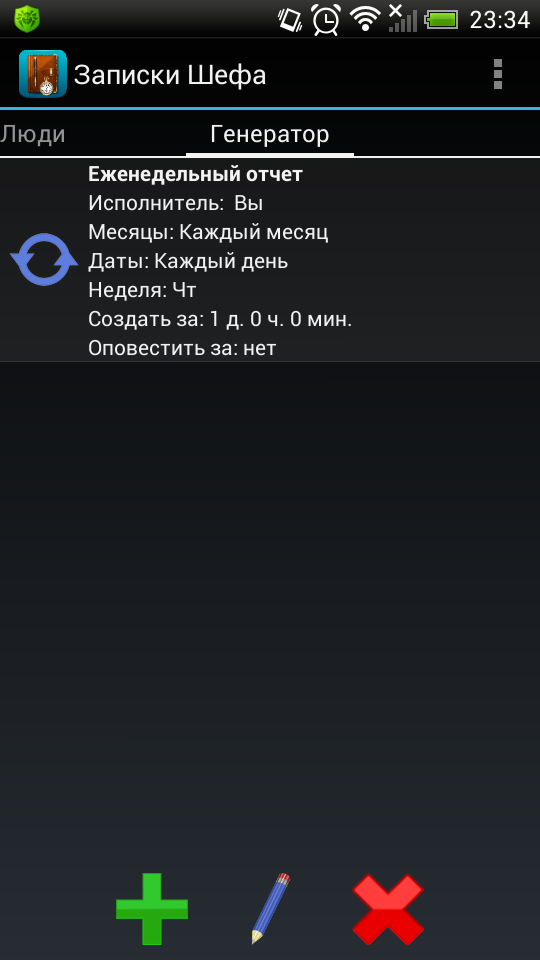 23:34
Записки Шефа
Люди
Генератор
Еженедельный отчет
Исполнитель: Вы
Месяцы: Каждый месяц
Даты: Каждый день
Неделя: Чт
Создать за: 1 д. 0 ч. 0 мин.
Оповестить за: нет